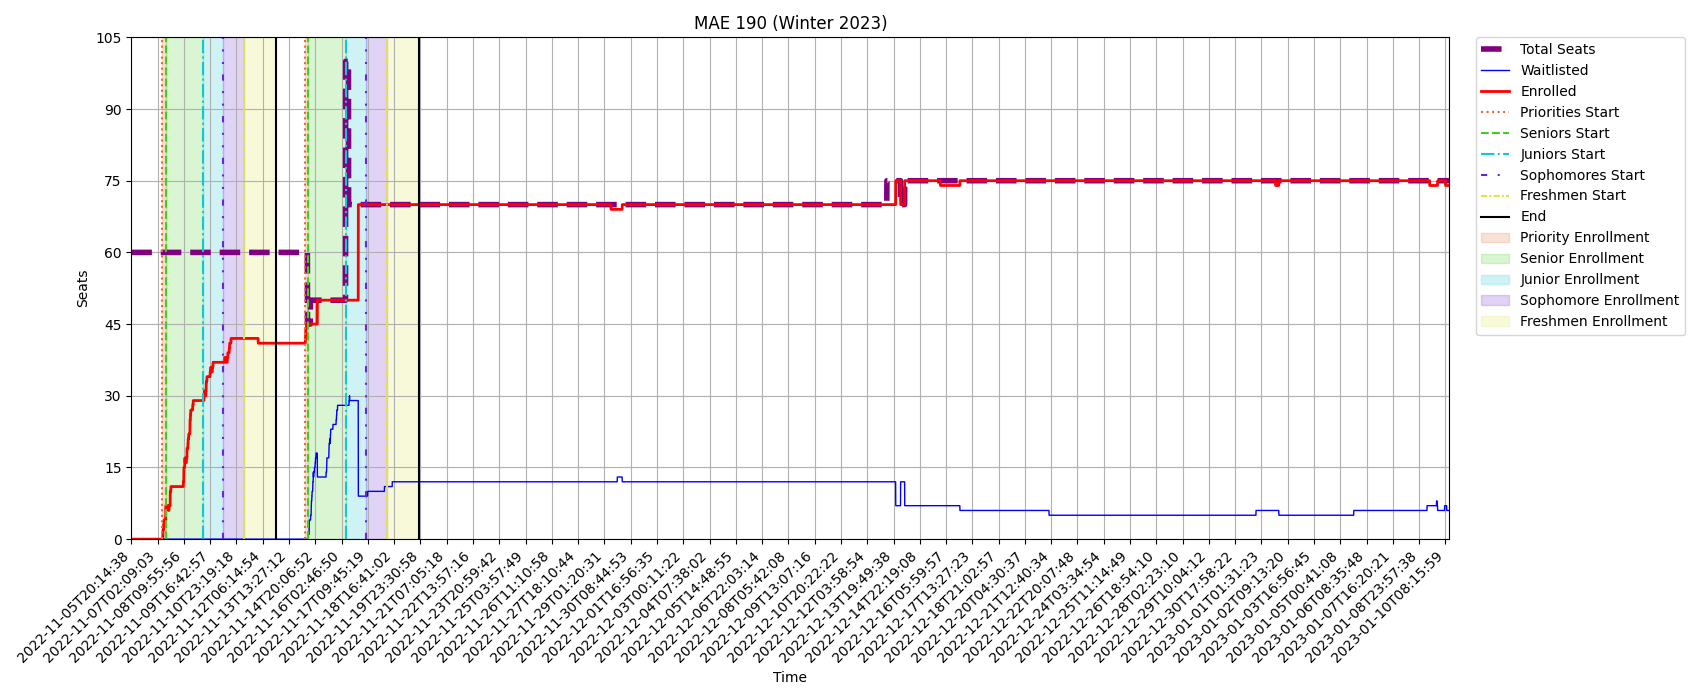 MAE 190 (Winter 2023)
105
90
75
60
45
30
15
0
Seats
2022-11-05T20:14:38
2022-11-07T02:09:03
2022-11-08T09:55:56
2022-11-09T16:42:57
2022-11-10T23:19:18
2022-11-12T06:14:54
2022-11-13T13:27:12
2022-11-14T20:06:52
2022-11-16T02:46:50
2022-11-17T09:45:19
2022-11-18T16:41:02
2022-11-19T23:30:58
2022-11-21T07:05:18
2022-11-22T13:57:16
2022-11-23T20:59:42
2022-11-25T03:57:49
2022-11-26T11:10:58
2022-11-27T18:10:44
2022-11-29T01:20:31
2022-11-30T08:44:53
2022-12-01T16:56:35
2022-12-03T00:11:22
2022-12-04T07:38:02
2022-12-05T14:48:55
2022-12-06T22:03:14
2022-12-08T05:42:08
2022-12-09T13:07:16
2022-12-10T20:22:22
2022-12-12T03:58:54
2022-12-13T19:49:38
2022-12-14T22:19:08
2022-12-16T05:59:57
2022-12-17T13:27:23
2022-12-18T21:02:57
2022-12-20T04:30:37
2022-12-21T12:40:34
2022-12-22T20:07:48
2022-12-24T03:34:54
2022-12-25T11:14:49
2022-12-26T18:54:10
2022-12-28T02:23:10
2022-12-29T10:04:12
2022-12-30T17:58:22
2023-01-01T01:31:23
2023-01-02T09:13:20
2023-01-03T16:56:45
2023-01-05T00:41:08
2023-01-06T08:35:48
2023-01-07T16:20:21
2023-01-08T23:57:38
2023-01-10T08:15:59
Time
Total Seats
Waitlisted
Enrolled
Priorities Start
Seniors Start
Juniors Start
Sophomores Start
Freshmen Start
End
Priority Enrollment
Senior Enrollment
Junior Enrollment
Sophomore Enrollment
Freshmen Enrollment